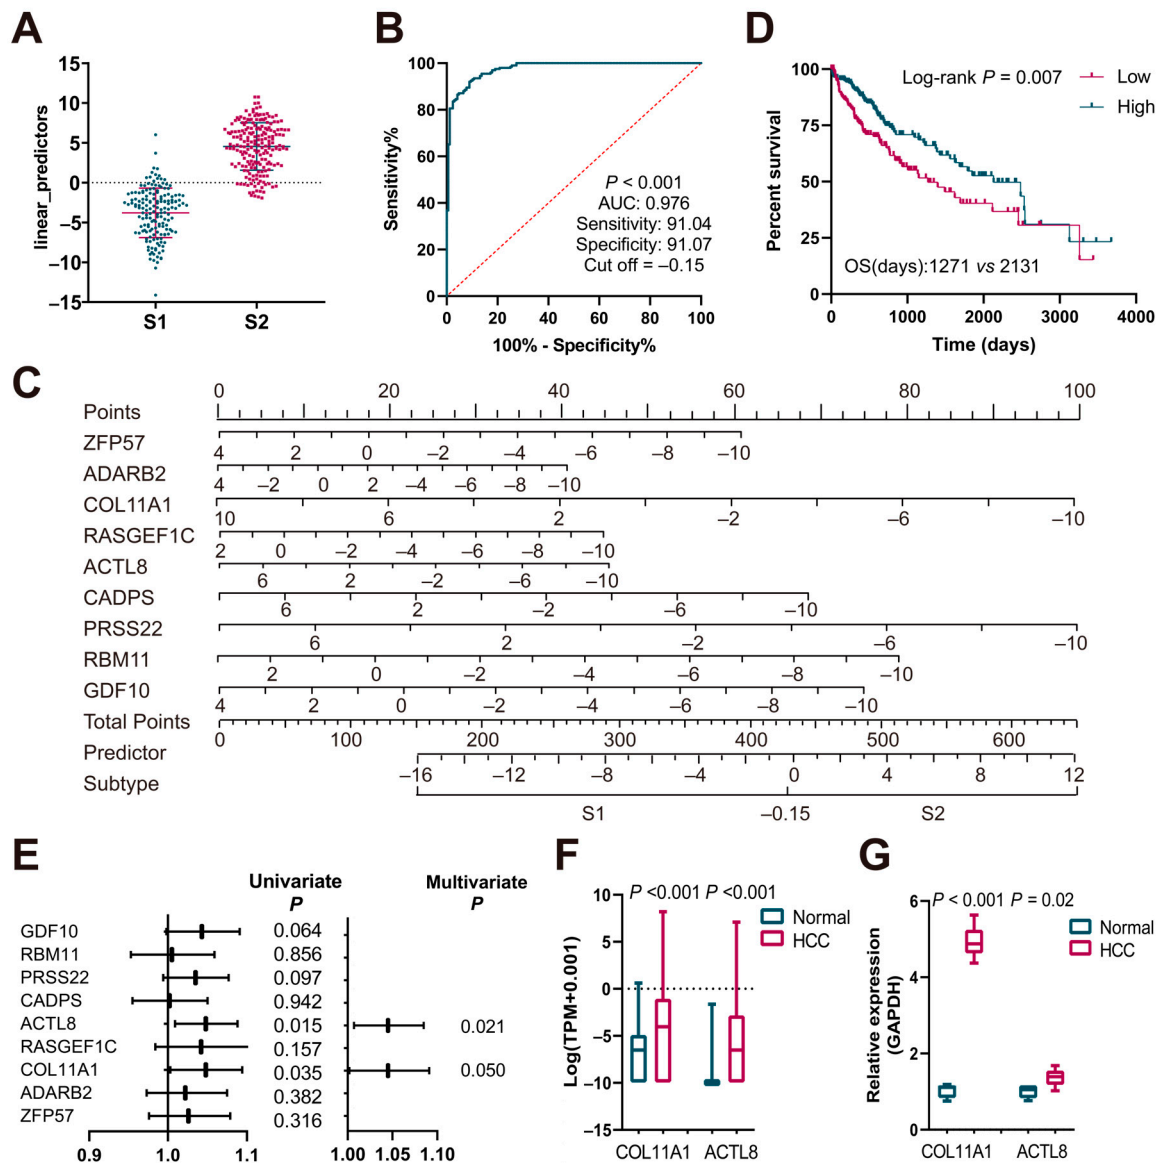 A
linear_predictors
15
10
5
0
−5
−10
−15
S1 S2
B
Sensitivity%
100
80
60
40
20
0
P < 0.001
AUC: 0.976
Sensitivity: 91.04
Specificity: 91.07
Cut off = −0.15
0 20 40 60 80 100
100% - Specificity%
D
Percent survival
100
75
50
25
0
Log-rank P = 0.007
Low
High
OS(days):1271 vs 2131
0 1000 2000 3000 4000
Time (days)
C
0 20 40 60 80 100
Points
ZFP57
4 2 0 −2 −4 −6 −8 −10
ADARB2
4 −2 0 2 −4 −6 −8 −10
COL11A1
10 6 2 −2 −6 −10
RASGEF1C
2 0 −2 −4 −6 −8 −10
ACTL8
6 2 −2 −6 −10
CADPS
6 2 −2 −6 −10
PRSS22
6 2 −2 −6 −10
RBM11
2 0 −2 −4 −6 −8 −10
GDF10
4 2 0 −2 −4 −6 −8 −10
Total Points
0 100 200 300 400 500 600
Predictor
−16 −12 −8 −4 0 4 8 12
Subtype
S1 −0.15 S2
E
Univariate Multivariate
P P
GDF10 0.064
RBM11 0.856
PRSS22 0.097
CADPS 0.942
ACTL8 0.015 0.021
RASGEF1C 0.157
COL11A1 0.035 0.050
ADARB2 0.382
ZFP57 0.316
0.9 1.0 1.1 1.00 1.05 1.10
F
Log(TPM+0.001)
10
5
0
−5
−10
−15
P <0.001 P <0.001
Normal
HCC
COL11A1 ACTL8
G
Relative expression
(GAPDH)
6
4
2
0
P < 0.001 P = 0.02
Normal
HCC
COL11A1 ACTL8